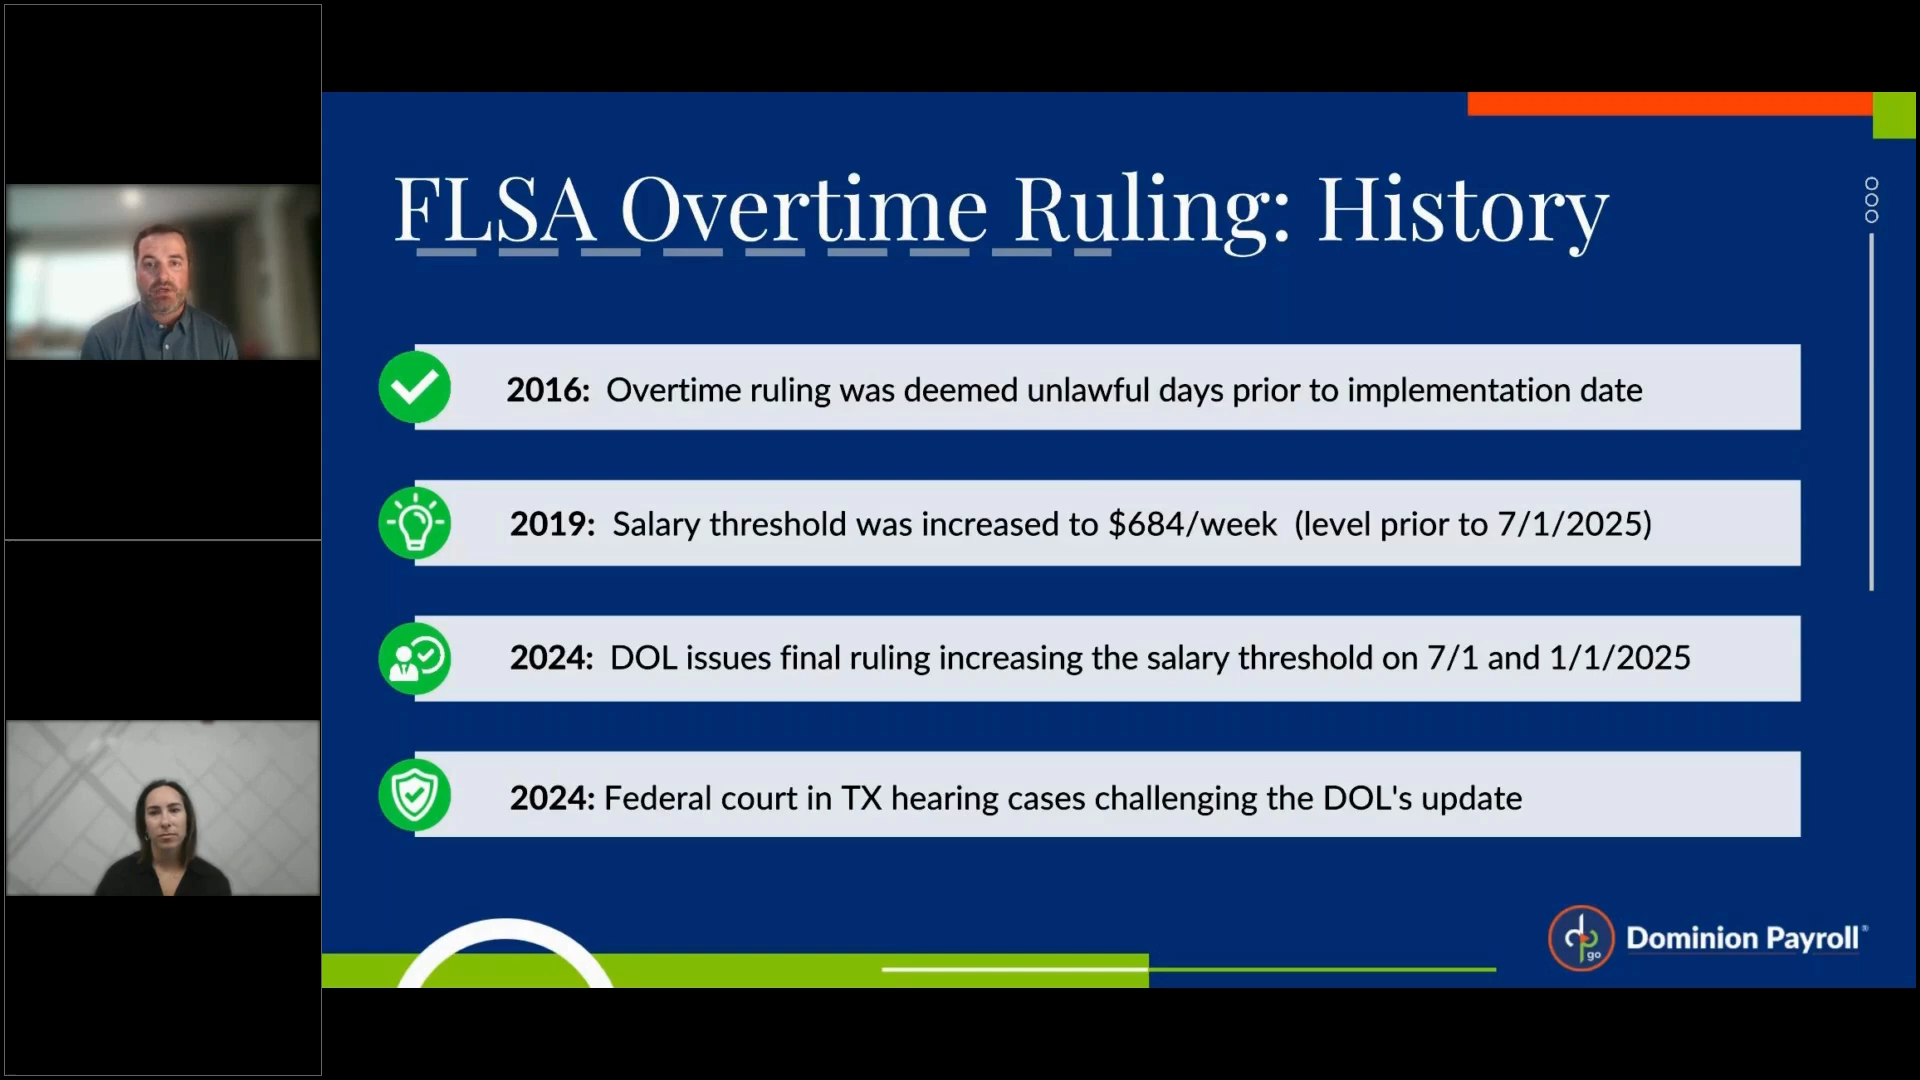 FLSA Overtime Ruling: History
2016: Overtime ruling was deemed unlawful days prior to implementation date
2019: Salary threshold was increased to $684/week (level prior to 7/1/2025)
2024: DOL issues final ruling increasing the salary threshold on 7/1 and 1/1/2025
2024: Federal court in TX hearing cases challenging the DOL's update
dp go Dominion Payroll®